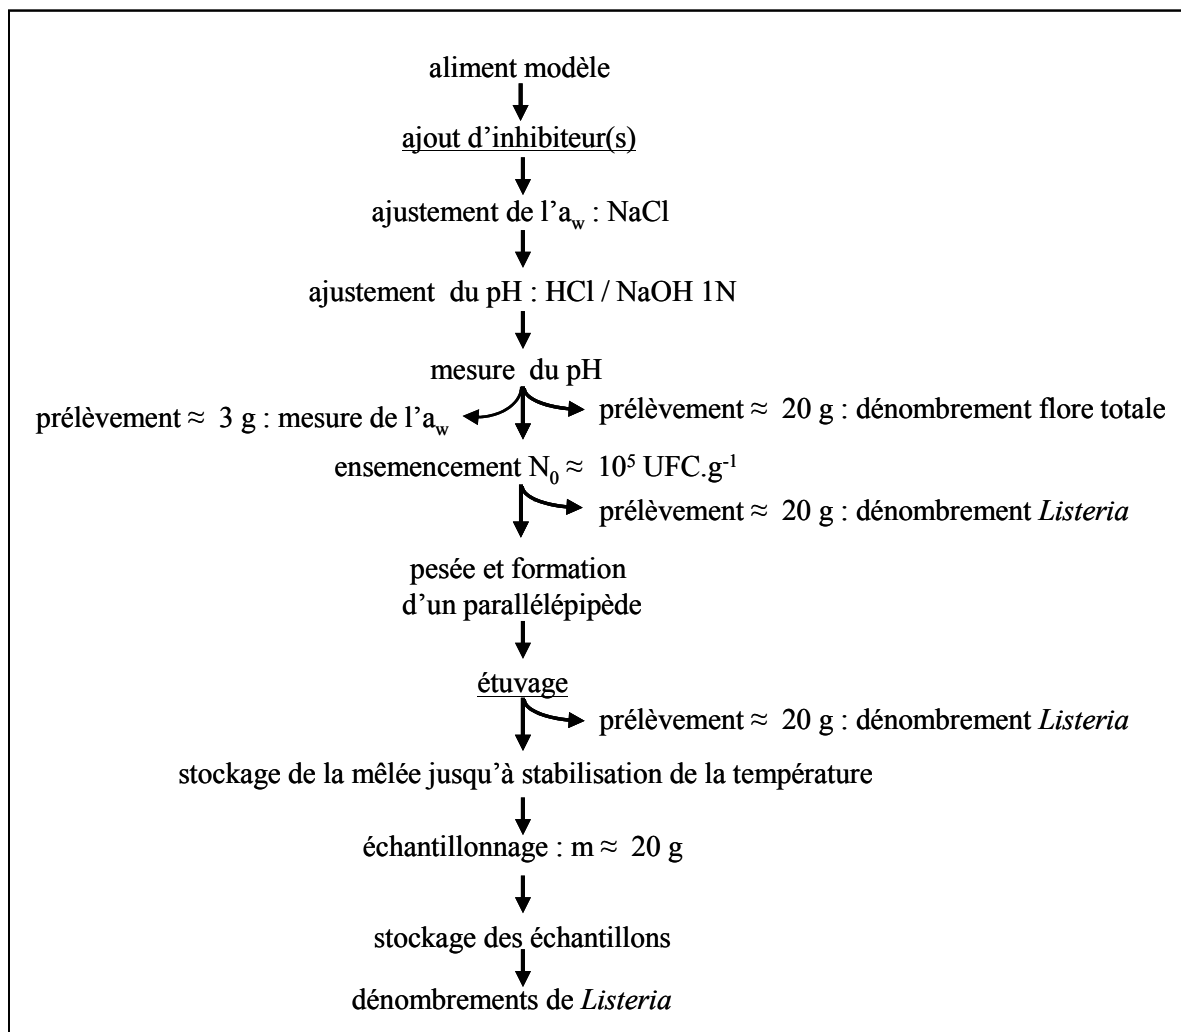 aliment modèle
ajout d'inhibiteur(s)
ajustement de l'a_w : NaCl
ajustement du pH : HCl / NaOH 1N
mesure du pH
prélèvement ≈ 20 g : dénombrement flore totale
prélèvement ≈ 3 g : mesure de l'a_w
ensemencement N₀ ≈ 10⁵ UFC.g⁻¹
prélèvement ≈ 20 g : dénombrement Listeria
pesée et formation
d'un parallélépipède
étuvage
prélèvement ≈ 20 g : dénombrement Listeria
stockage de la mêlée jusqu'à stabilisation de la température
échantillonnage : m ≈ 20 g
stockage des échantillons
dénombrements de Listeria